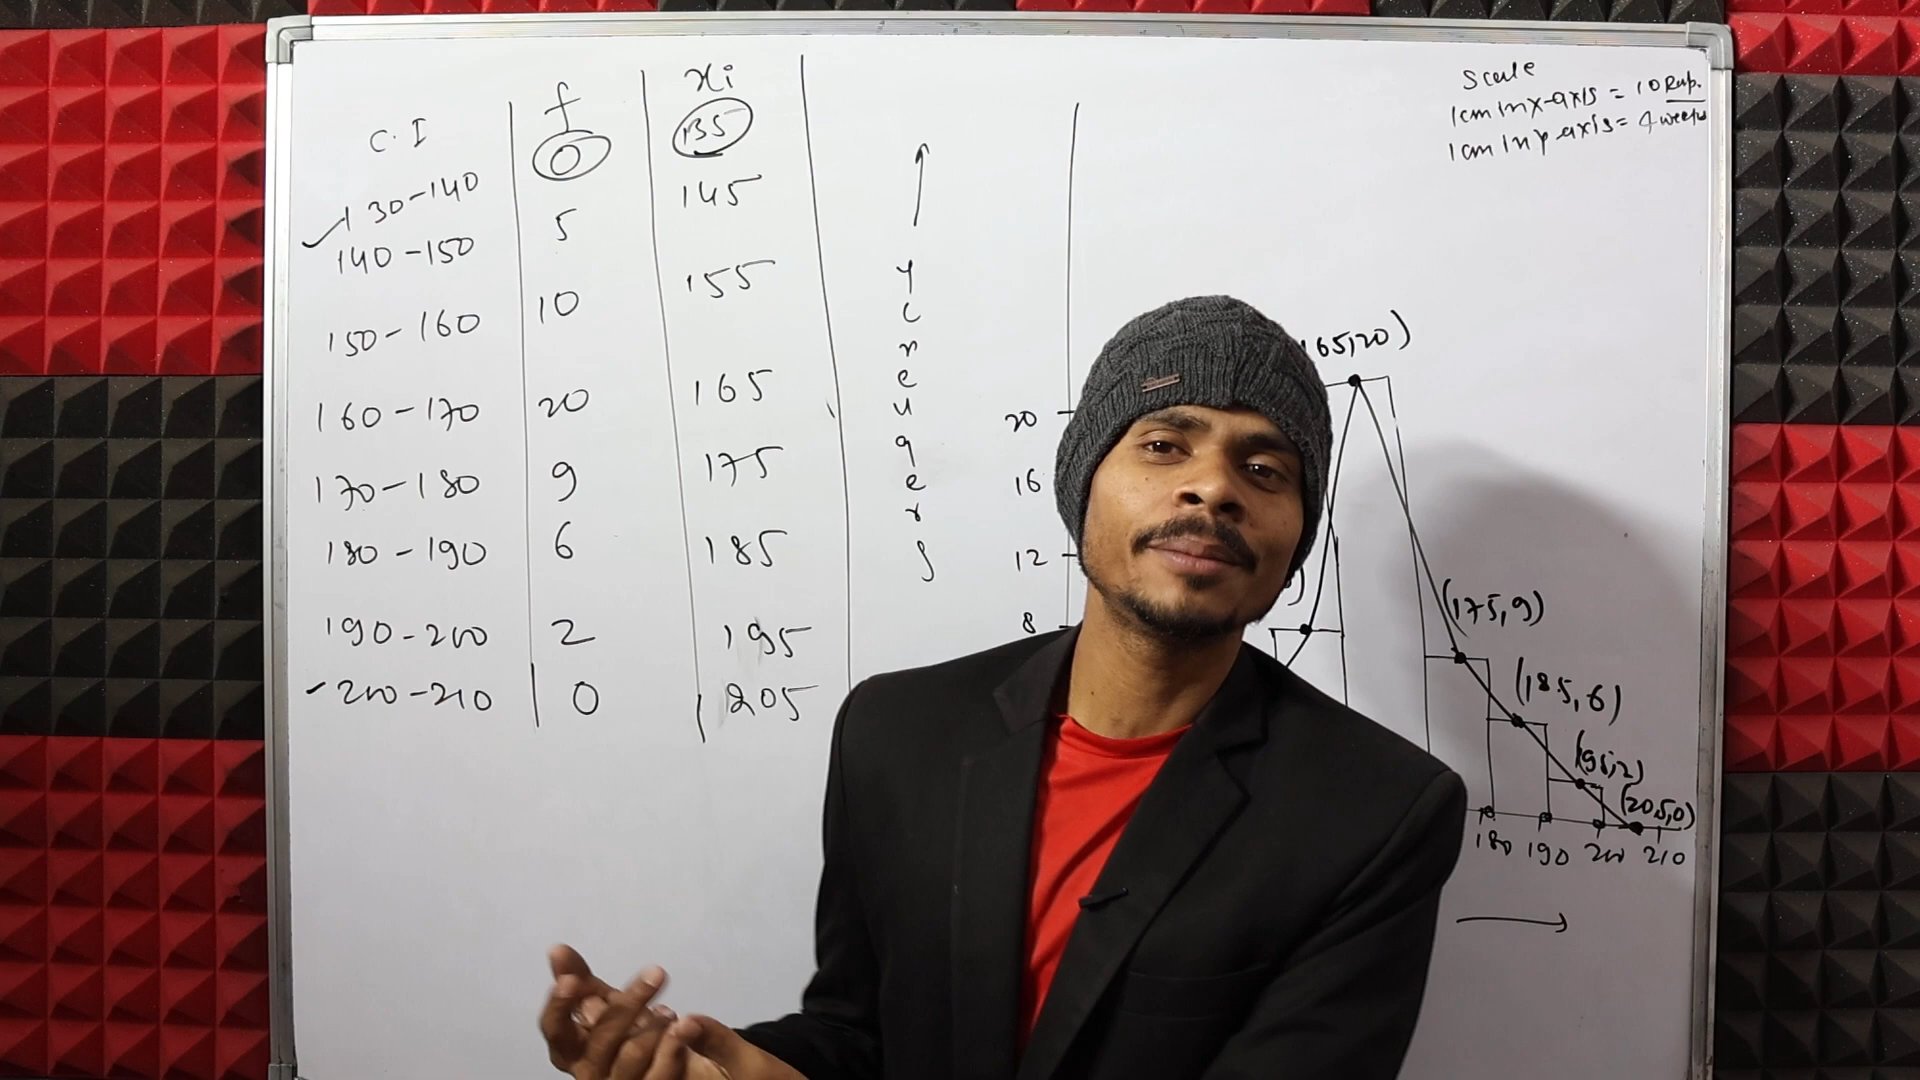 C.I f xi
130-140 0 135
140-150 5 145
150-160 10 155
160-170 20 165
170-180 9 175
180-190 6 185
190-200 2 195
200-210 0 205
Scale
1cm in x-axis = 10 Rup.
1cm in y-axis = 4 weeks
20
16
12
8
65,20)
(175,9)
(185,6)
(95,2)
(205,0)
180 190 200 210